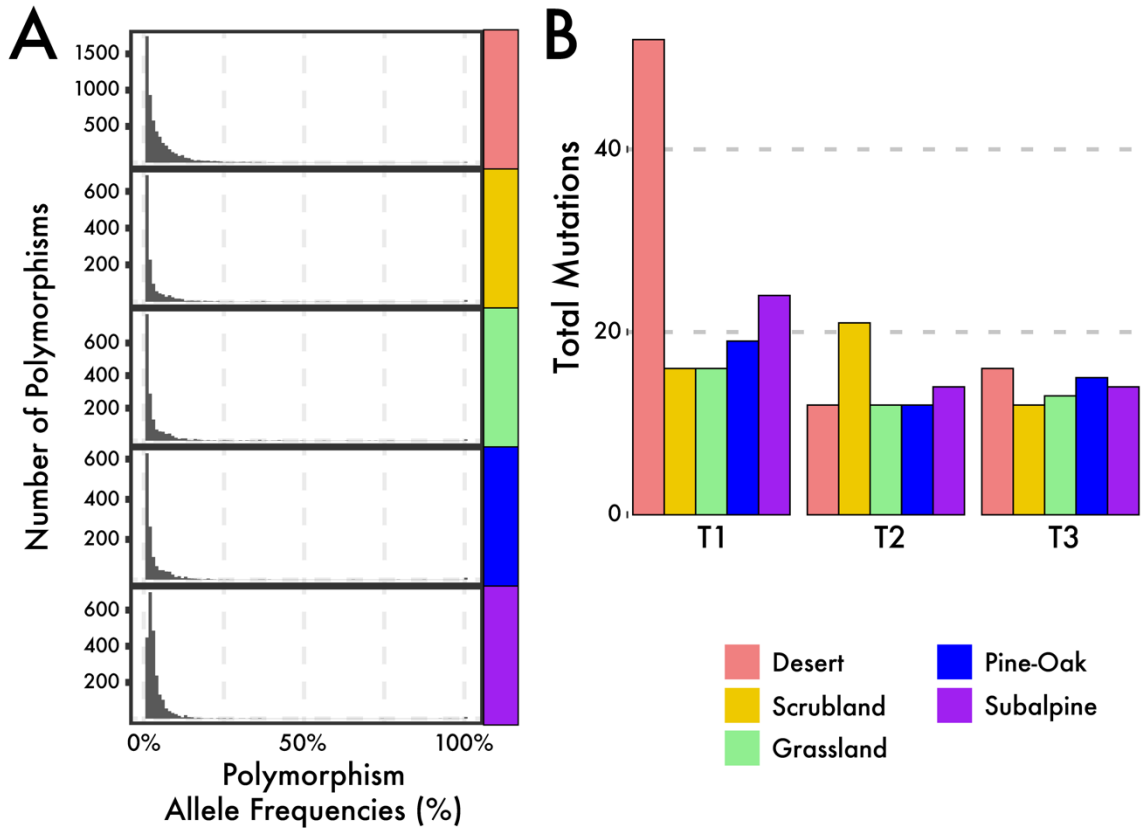 A
Number of Polymorphisms
1500
1000
500
600
400
200
600
400
200
600
400
200
600
400
200
0%
50%
100%
Polymorphism
Allele Frequencies (%)
B
Total Mutations
40
20
0
T1
T2
T3
Desert
Scrubland
Grassland
Pine-Oak
Subalpine